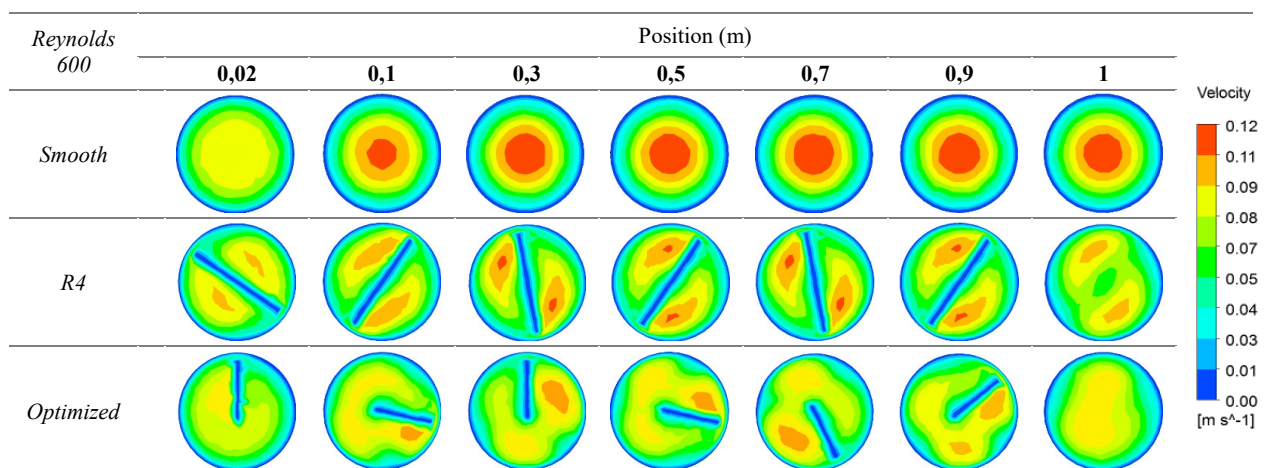 Reynolds
600
Position (m)
0,02 0,1 0,3 0,5 0,7 0,9 1
Smooth
R4
Optimized
Velocity
0.12
0.11
0.09
0.08
0.07
0.05
0.04
0.03
0.01
0.00
[m s^-1]